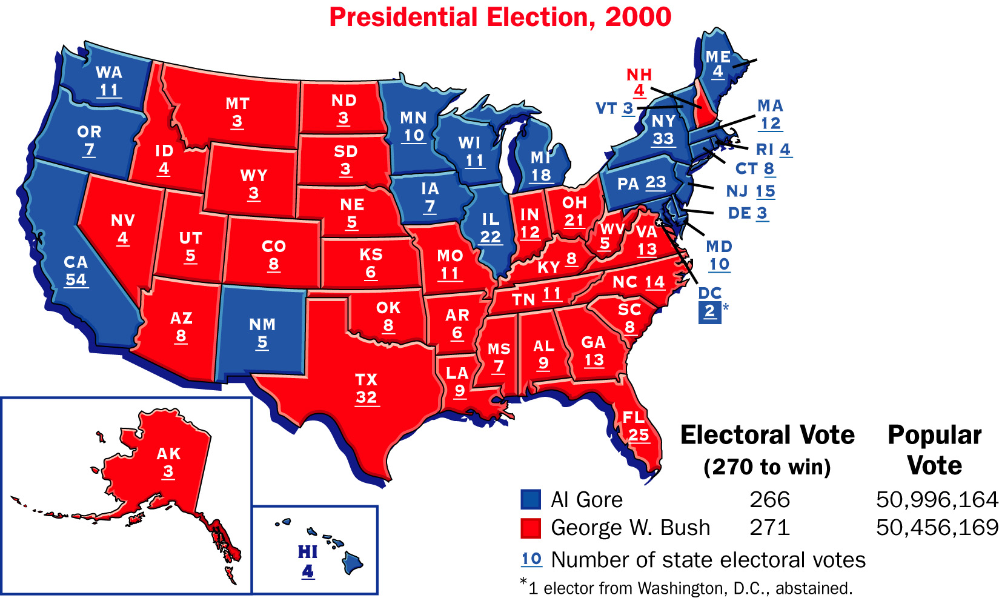 Presidential Election, 2000
WA
11
OR
7
CA
54
ID
4
NV
4
MT
3
WY
3
UT
5
CO
8
AZ
8
NM
5
ND
3
SD
3
NE
5
KS
6
OK
8
TX
32
MN
10
IA
7
MO
11
AR
6
LA
9
WI
11
IL
22
MI
18
IN
12
OH
21
KY 8
TN 11
MS
7
AL
9
GA
13
FL
25
SC
8
NC 14
VA
13
WV
5
PA 23
NY
33
VT 3
NH
4
ME
4
MA
12
RI 4
CT 8
NJ 15
DE 3
MD
10
DC
2*
AK
3
HI
4
Electoral Vote Popular
(270 to win) Vote
Al Gore 266 50,996,164
George W. Bush 271 50,456,169
10 Number of state electoral votes
*1 elector from Washington, D.C., abstained.